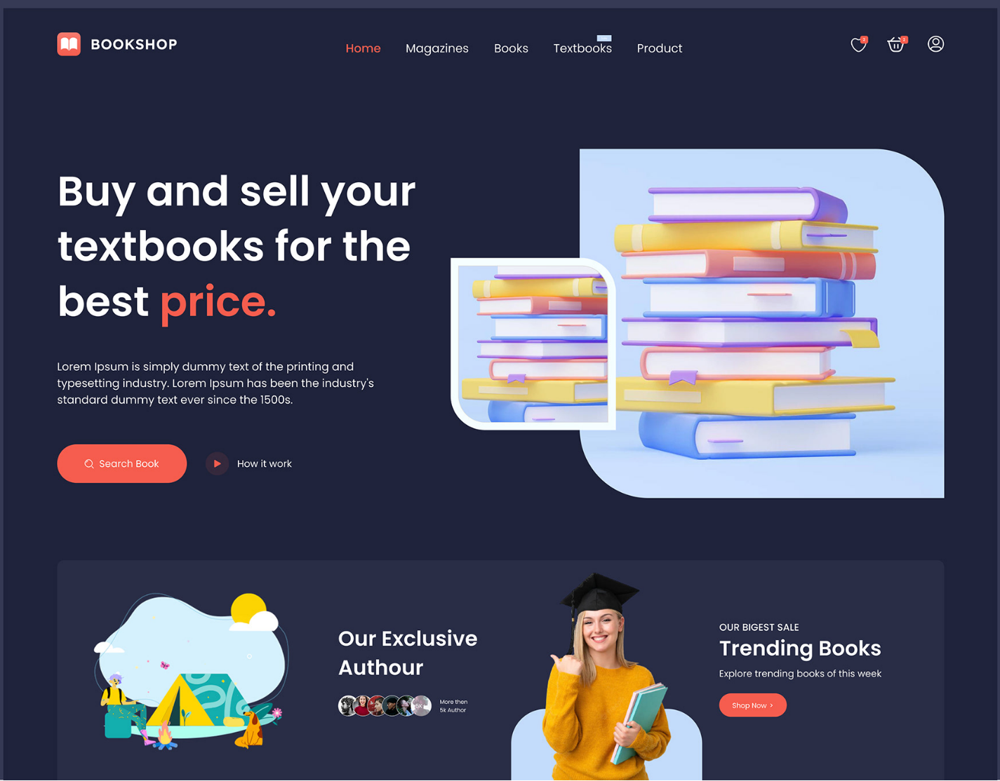 BOOKSHOP
Home Magazines Books Textbooks Product
Buy and sell your
textbooks for the
best price.
Lorem Ipsum is simply dummy text of the printing and
typesetting industry. Lorem Ipsum has been the industry's
standard dummy text ever since the 1500s.
Search Book
How it work
Our Exclusive
Authour
5K
More then
5k Author
OUR BIGEST SALE
Trending Books
Explore trending books of this week
Shop Now >